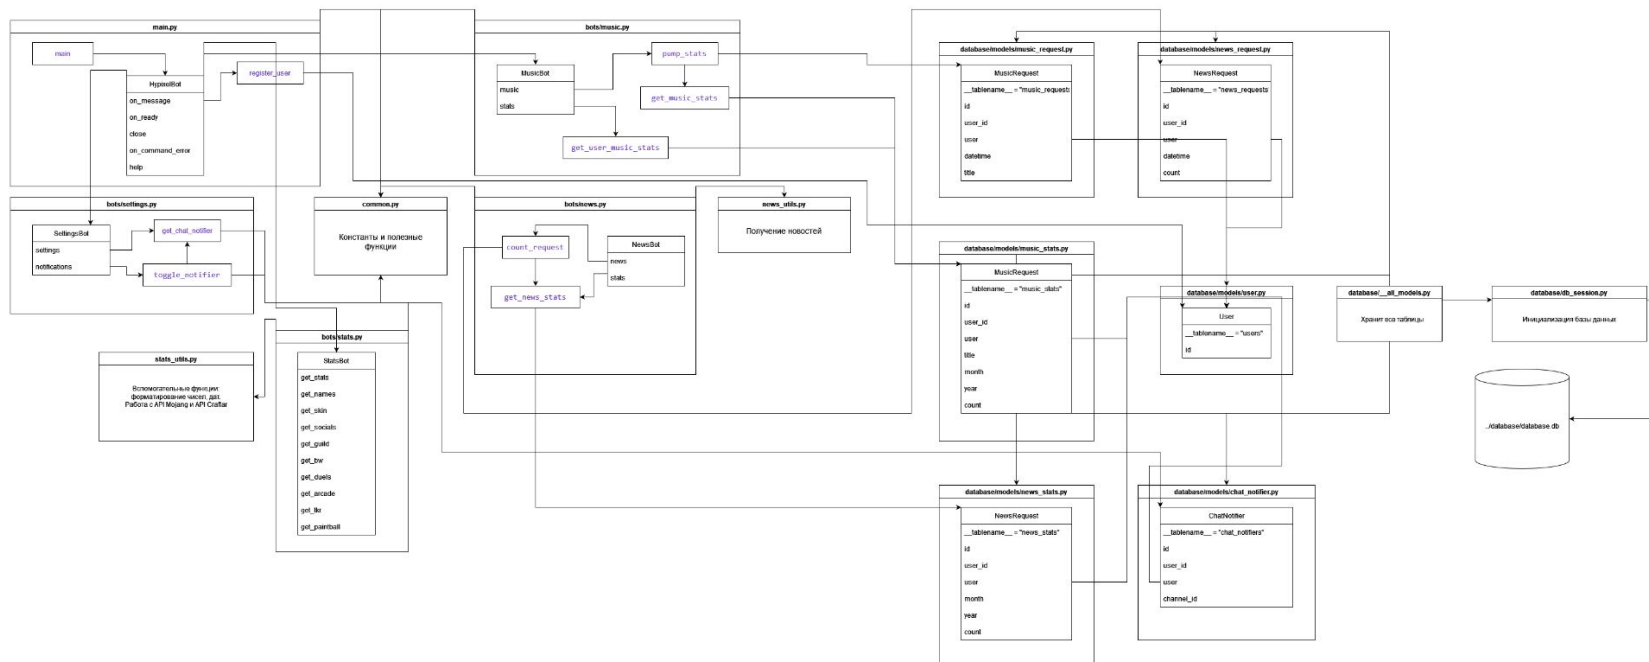 main.py
main
HypixelBot
on_message
on_ready
close
on_command_error
help
register_user
bots/music.py
MusicBot
music
stats
pump_stats
get_music_stats
get_user_music_stats
database/models/music_request.py
MusicRequest
__tablename__ = "music_requests
id
user_id
user
datetime
title
database/models/news_request.py
NewsRequest
__tablename__ = "news_requests
id
user_id
user
datetime
count
bots/settings.py
SettingsBot
settings
notifications
get_chat_notifier
toggle_notifier
common.py
Константы и полезные
функции
bots/news.py
count_request
get_news_stats
NewsBot
news
stats
news_utils.py
Получение новостей
database/models/music_stats.py
MusicRequest
__tablename__ = "music_stats"
id
user_id
user
title
month
year
count
database/models/user.py
User
__tablename__ = "users"
id
database/__all_models.py
Хранит все таблицы
database/db_session.py
Инициализация базы данных
stats_utils.py
Вспомогательные функции:
форматирование чисел, дат.
Работа с API Mojang и API Craftar
bots/stats.py
StatsBot
get_stats
get_names
get_skin
get_socials
get_guild
get_bw
get_duels
get_arcade
get_tkr
get_paintball
../database/database.db
database/models/news_stats.py
NewsRequest
__tablename__ = "news_stats"
id
user_id
user
month
year
count
database/models/chat_notifier.py
ChatNotifier
__tablename__ = "chat_notifiers"
id
user_id
user
channel_id